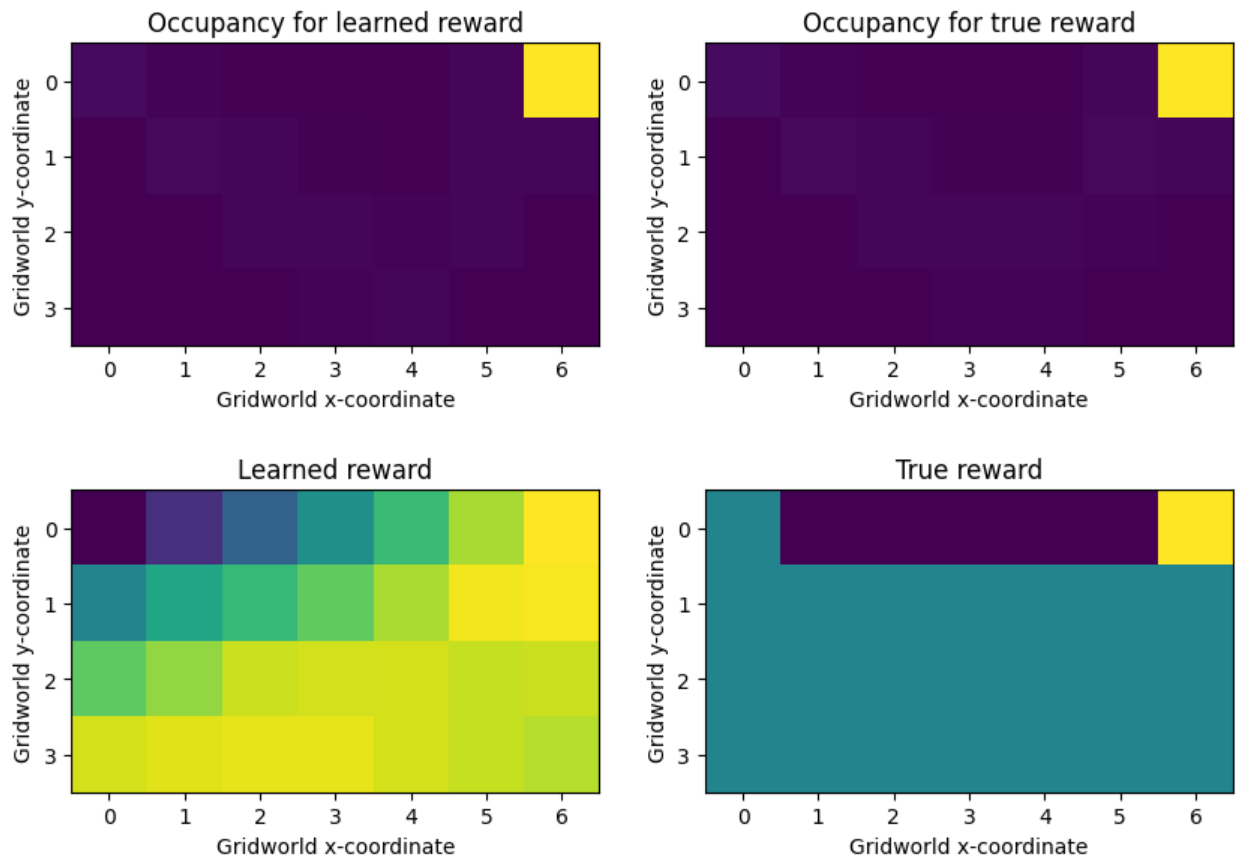 Occupancy for learned reward
Gridworld y-coordinate
0
1
2
3
0 1 2 3 4 5 6
Gridworld x-coordinate
Occupancy for true reward
Gridworld y-coordinate
0
1
2
3
0 1 2 3 4 5 6
Gridworld x-coordinate
Learned reward
Gridworld y-coordinate
0
1
2
3
0 1 2 3 4 5 6
Gridworld x-coordinate
True reward
Gridworld y-coordinate
0
1
2
3
0 1 2 3 4 5 6
Gridworld x-coordinate